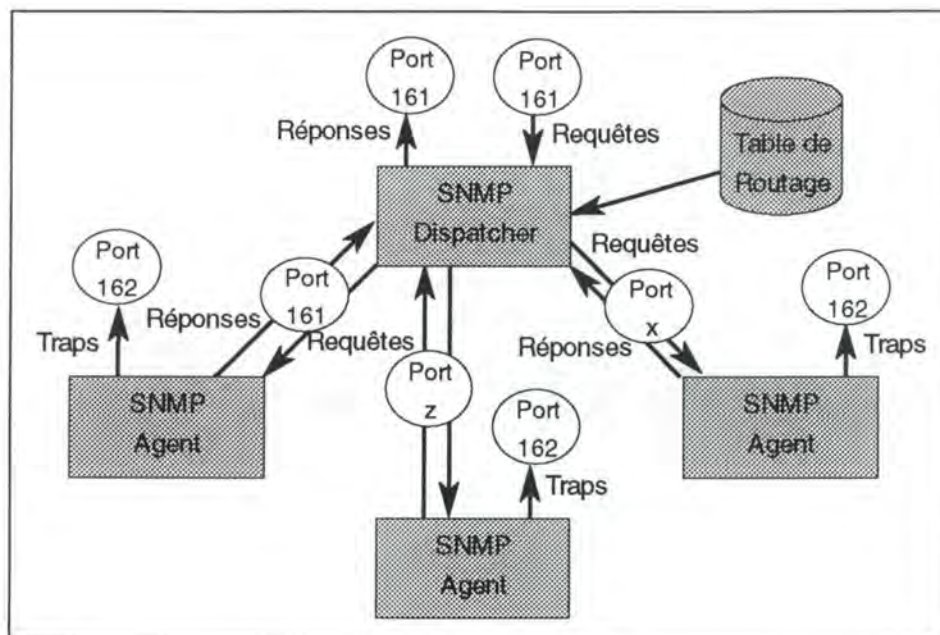 Port
161
Port
161
Réponses
Requêtes
Table de
Routage
SNMP
Dispatcher
Requêtes
Port
162
Port
161
Port
x
Port
162
Traps
Réponses
Requêtes
Réponses
Traps
SNMP
Agent
Port
z
Port
162
SNMP
Agent
Traps
SNMP
Agent